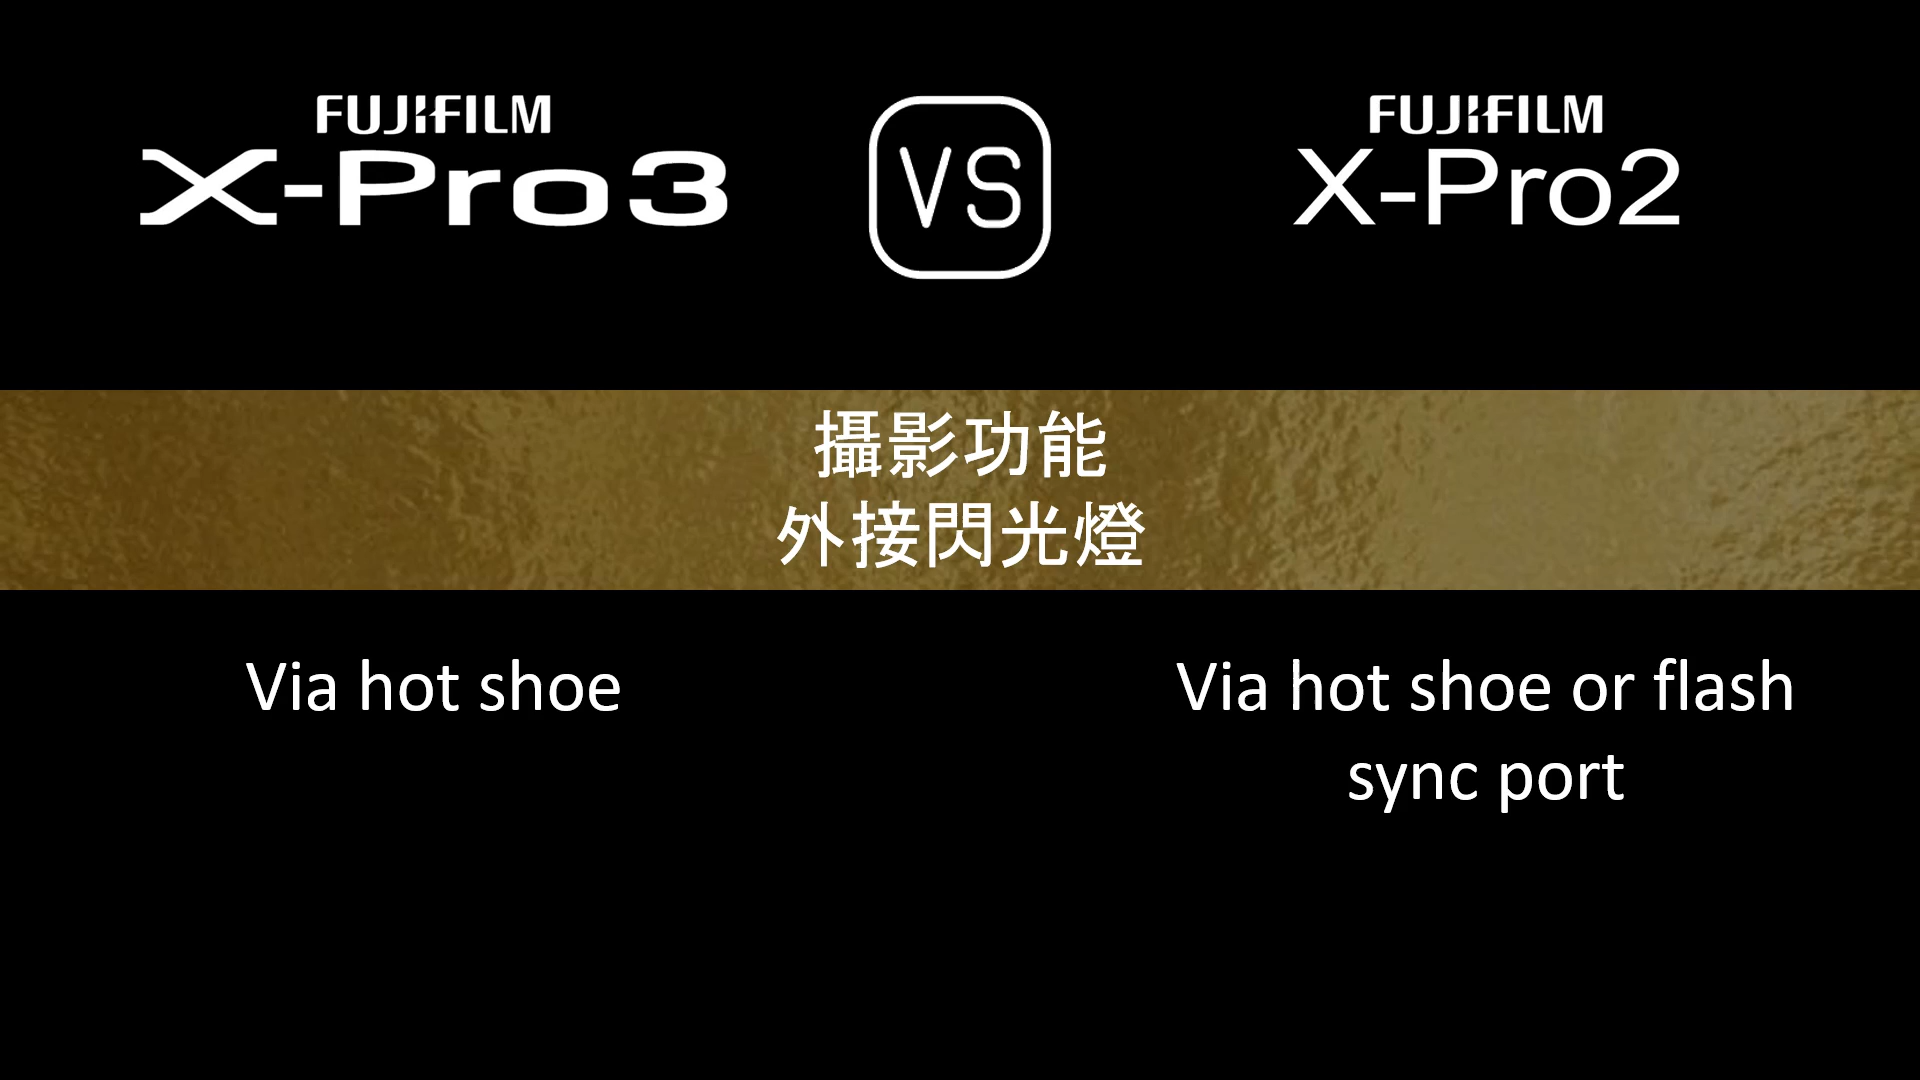 FUJIFILM
X-Pro3
VS
FUJIFILM
X-Pro2
攝影功能
外接閃光燈
Via hot shoe
Via hot shoe or flash
sync port